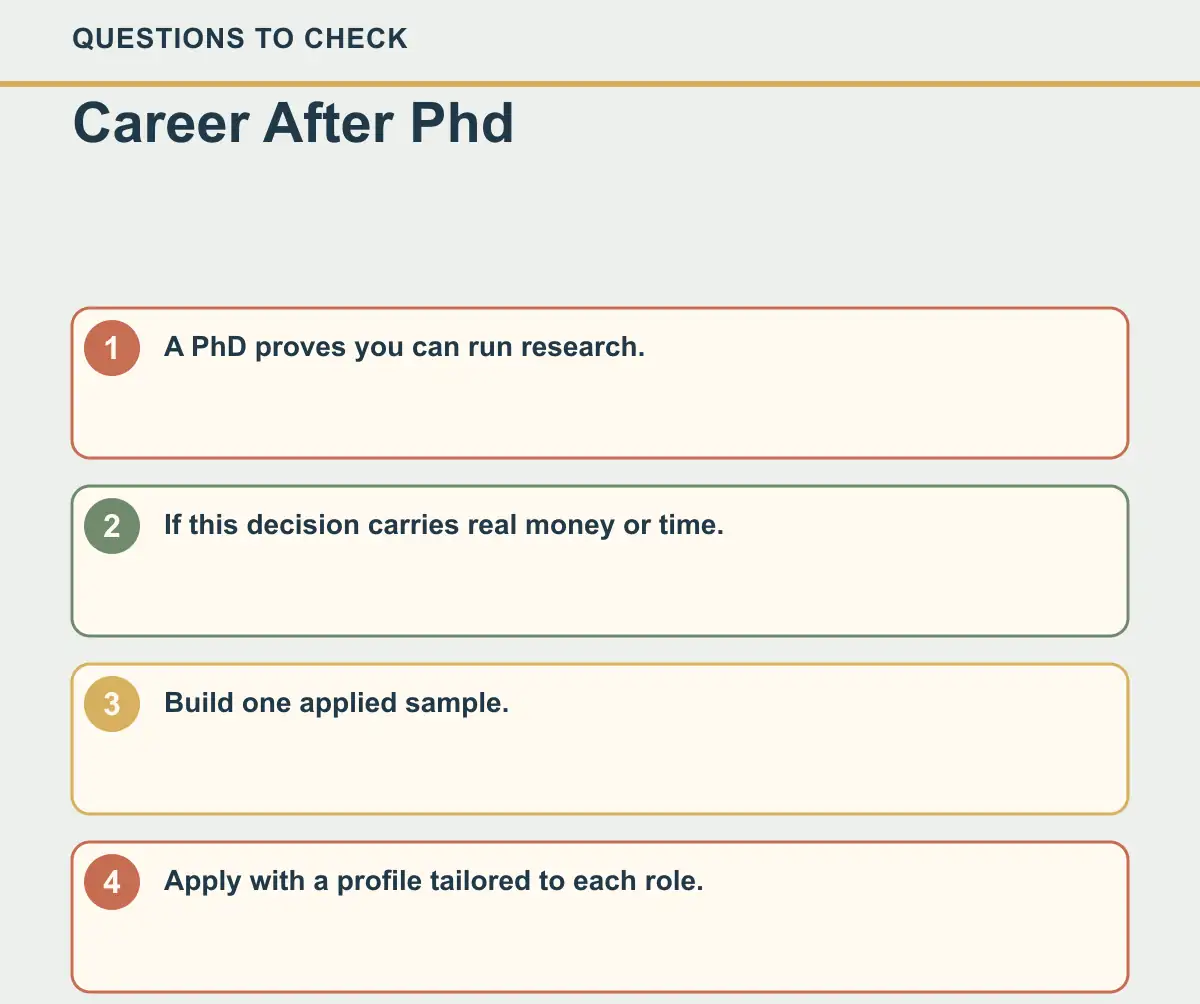 QUESTIONS TO CHECK
Career After Phd
1 A PhD proves you can run research.
2 If this decision carries real money or time.
3 Build one applied sample.
4 Apply with a profile tailored to each role.